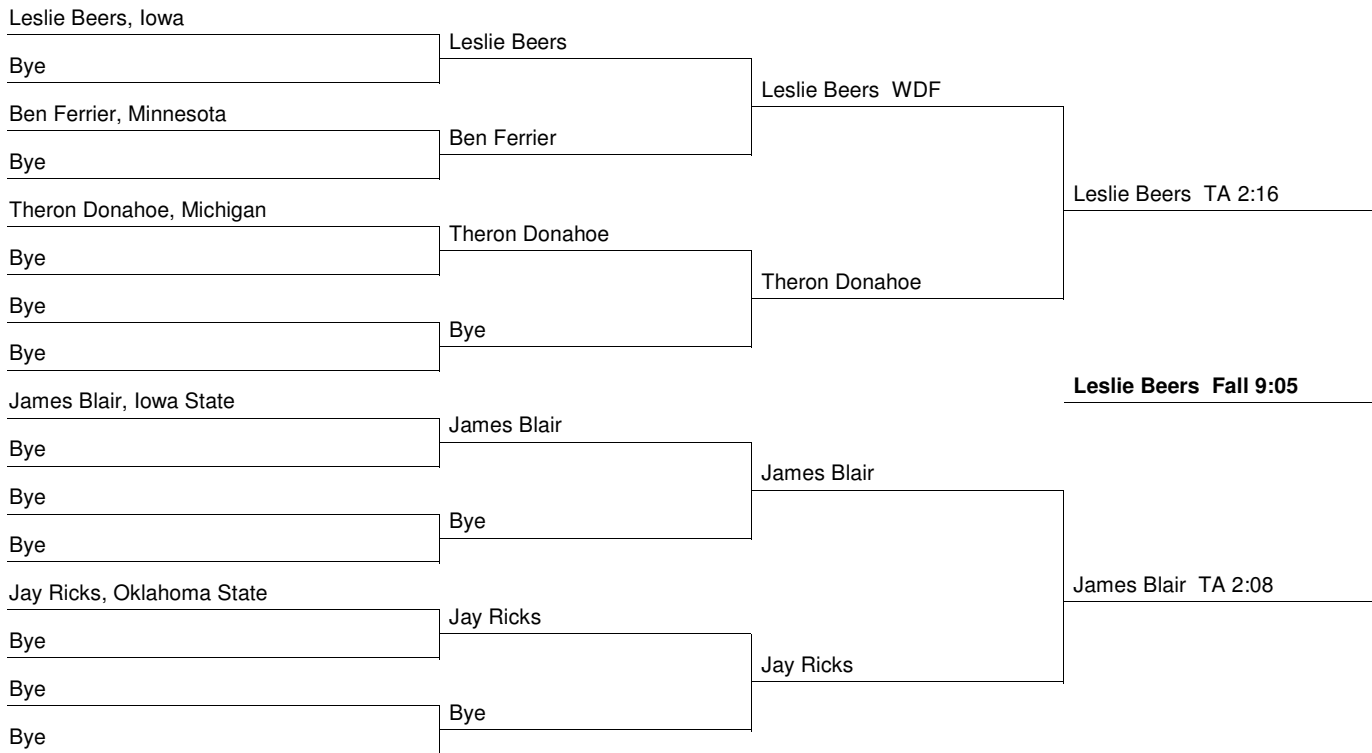 Leslie Beers, Iowa
Bye
Ben Ferrier, Minnesota
Bye
Theron Donahoe, Michigan
Bye
Bye
Bye
James Blair, Iowa State
Bye
Bye
Bye
Jay Ricks, Oklahoma State
Bye
Bye
Bye
Leslie Beers
Ben Ferrier
Theron Donahoe
Bye
James Blair
Bye
Jay Ricks
Bye
Leslie Beers WDF
Theron Donahoe
James Blair
Jay Ricks
Leslie Beers TA 2:16
James Blair TA 2:08
Leslie Beers Fall 9:05